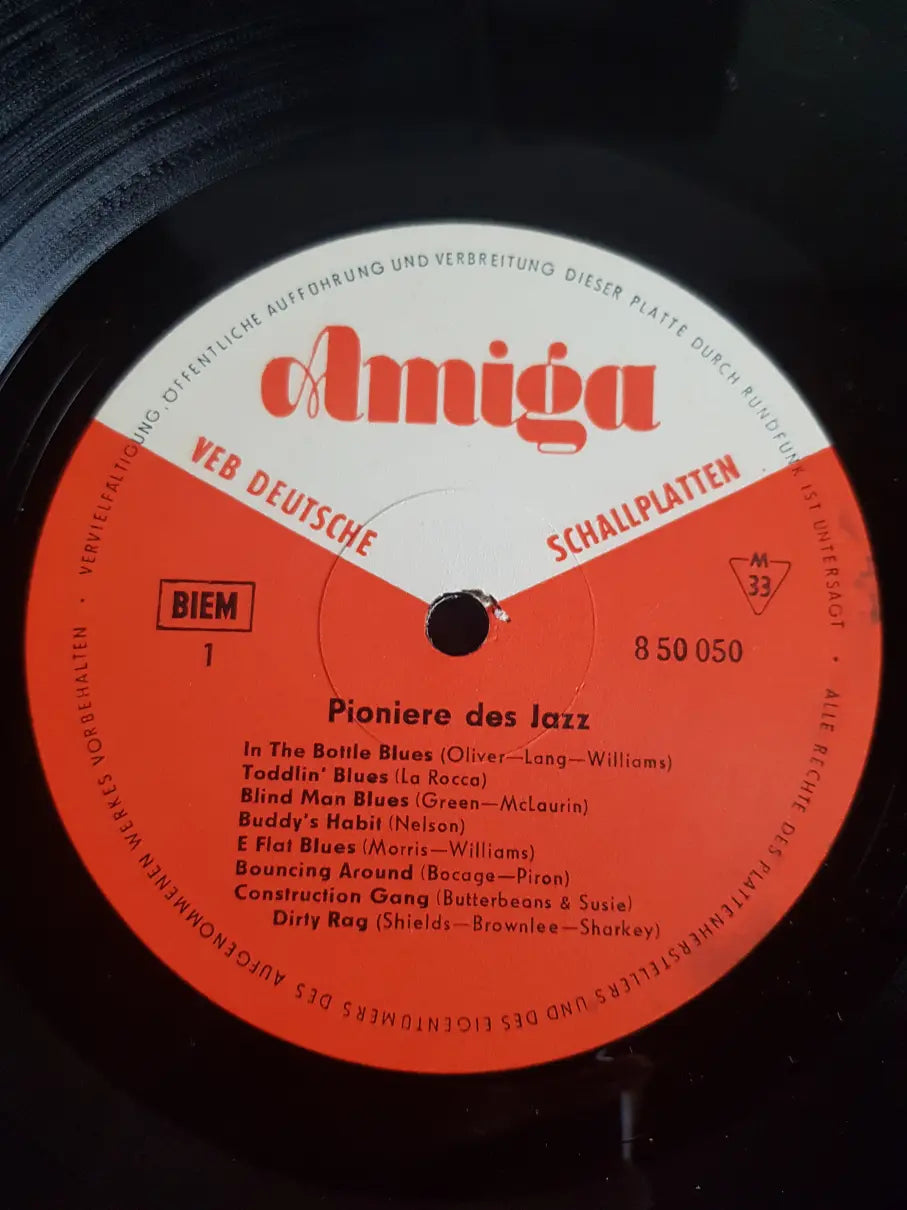 VERVIELFÄLTIGUNG, ÖFFENTLICHE AUFFÜHRUNG UND VERBREITUNG DIESER PLATTE DURCH RUNDFUNK IST UNTERSAGT • ALLE RECHTE DES PLATTENHERSTELLERS UND DES EIGENTÜMERS DES AUFGENOMMENEN WERKES VORBEHALTEN •
Amiga
VEB DEUTSCHE SCHALLPLATTEN
BIEM
1
M
33
8 50 050
Pioniere des Jazz
In The Bottle Blues (Oliver—Lang—Williams)
Toddlin' Blues (La Rocca)
Blind Man Blues (Green—McLaurin)
Buddy's Habit (Nelson)
E Flat Blues (Morris—Williams)
Bouncing Around (Bocage—Piron)
Construction Gang (Butterbeans & Susie)
Dirty Rag (Shields—Brownlee—Sharkey)